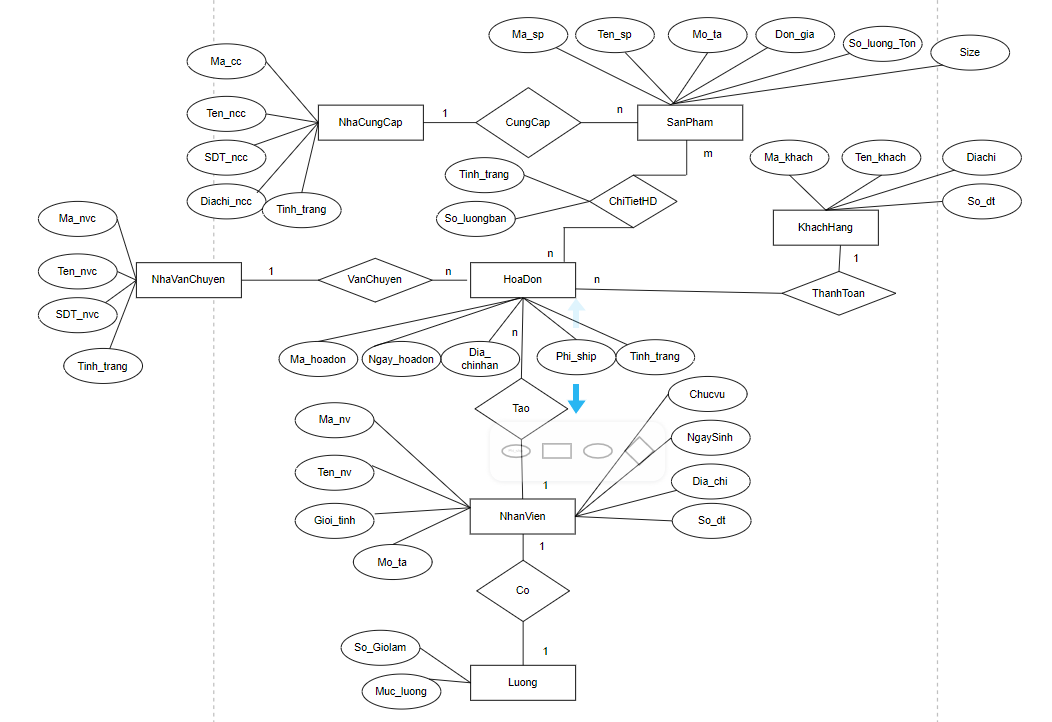 Ma_sp
Ten_sp
Mo_ta
Don_gia
So_luong_Ton
Size
Ma_cc
Ten_ncc
SDT_ncc
Diachi_ncc
Tinh_trang
NhaCungCap
1
CungCap
n
SanPham
m
Tinh_trang
So_luongban
ChiTietHD
n
Ma_khach
Ten_khach
Diachi
So_dt
KhachHang
1
ThanhToan
n
Ma_nvc
Ten_nvc
SDT_nvc
Tinh_trang
NhaVanChuyen
1
VanChuyen
n
HoaDon
Ma_hoadon
Ngay_hoadon
Dia_
chinhan
n
Phi_ship
Tinh_trang
Tao
1
Ma_nv
Ten_nv
Gioi_tinh
Mo_ta
NhanVien
Chucvu
NgaySinh
Dia_chi
So_dt
1
Co
1
So_Giolam
Muc_luong
Luong